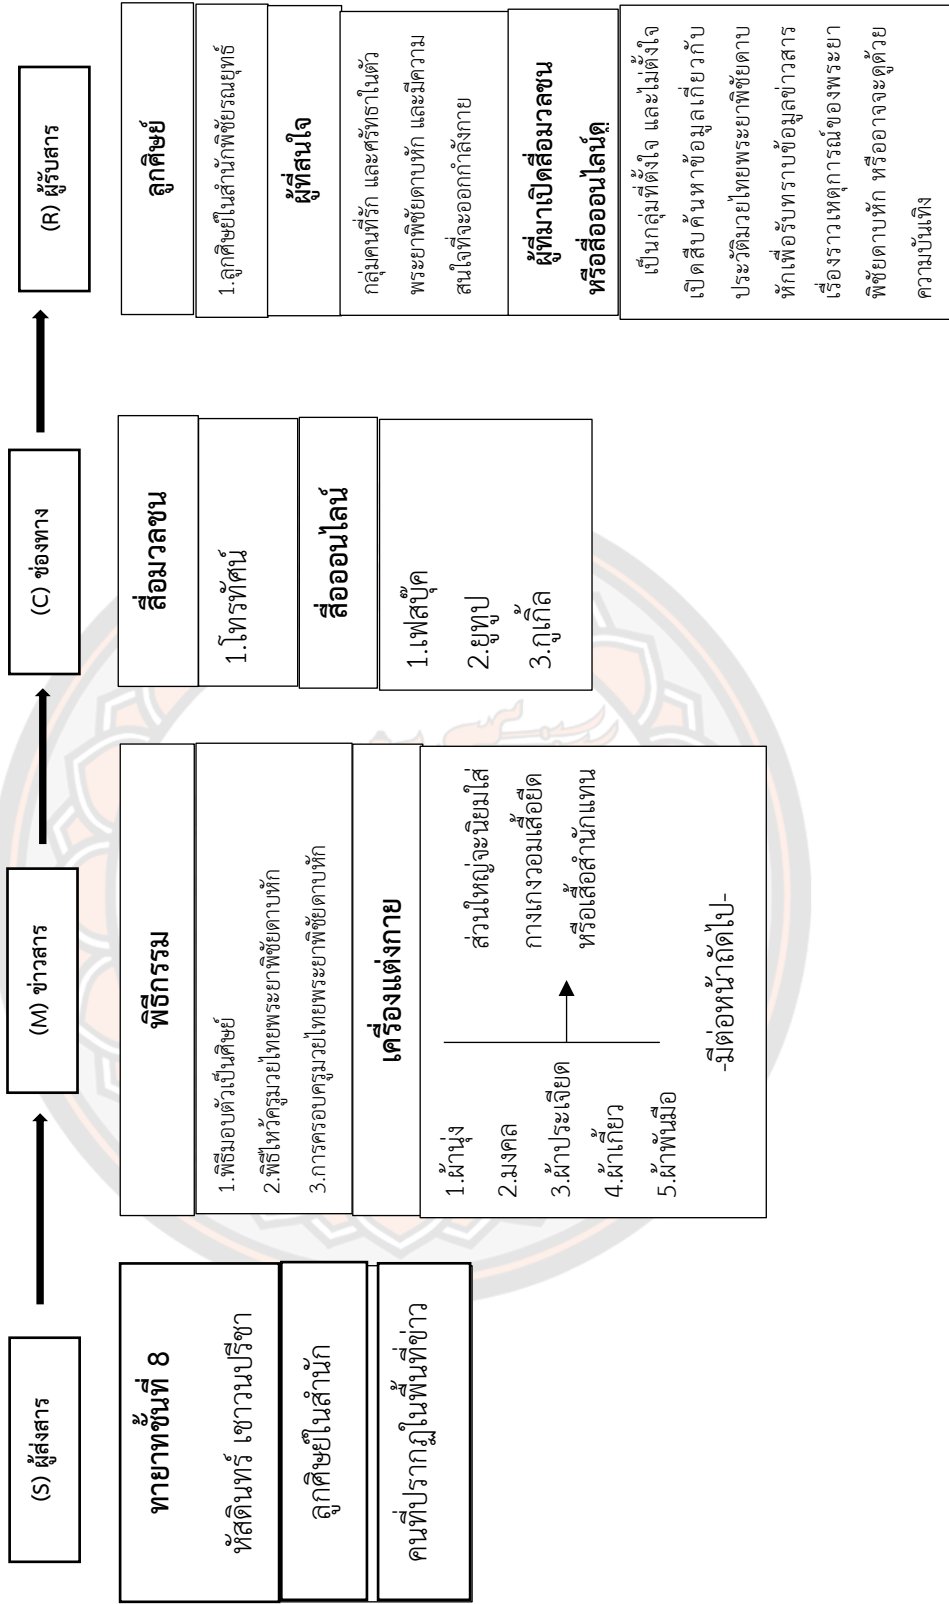 (S) ผู้ส่งสาร
(M) ข่าวสาร
(C) ช่องทาง
(R) ผู้รับสาร
ทายาทชั้นที่ 8
หัสดินทร์ เชาวนปรีชา
ลูกศิษย์ในสำนัก
คนที่ปรากฏในพื้นที่ข่าว
พิธีกรรม
1.พิธีมอบตัวเป็นศิษย์
2.พิธีไหว้ครูมวยไทยพระยาพิชัยดาบหัก
3.การครอบครูมวยไทยพระยาพิชัยดาบหัก
เครื่องแต่งกาย
1.ผ้านุ่ง
2.มงคล
3.ผ้าประเจียด
4.ผ้าเกี้ยว
5.ผ้าพันมือ
ส่วนใหญ่จะนิยมใส่
กางเกงวอมเสื้อยืด
หรือเสื้อสำนักแทน
-มีต่อหน้าถัดไป-
สื่อมวลชน
1.โทรทัศน์
สื่อออนไลน์
1.เฟสบุ๊ค
2.ยูทูป
3.กูเกิ้ล
ลูกศิษย์
1.ลูกศิษย์ในสำนักพิชัยรณยุทธ์
ผู้ที่สนใจ
กลุ่มคนที่รัก และศรัทธาในตัว
พระยาพิชัยดาบหัก และมีความ
สนใจที่จะออกกำลังกาย
ผู้ที่มาเปิดสื่อมวลชน
หรือสื่อออนไลน์ดู
เป็นกลุ่มที่ตั้งใจ และไม่ตั้งใจ
เปิดสืบค้นหาข้อมูลเกี่ยวกับ
ประวัติมวยไทยพระยาพิชัยดาบ
หักเพื่อรับทราบข้อมูลข่าวสาร
เรื่องราวเหตุการณ์ของพระยา
พิชัยดาบหัก หรืออาจจะดูด้วย
ความบันเทิง